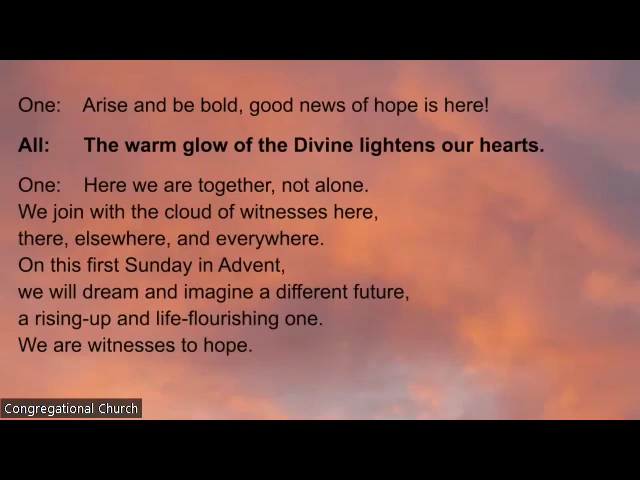 One: Arise and be bold, good news of hope is here!
All: The warm glow of the Divine lightens our hearts.
One: Here we are together, not alone.
We join with the cloud of witnesses here,
there, elsewhere, and everywhere.
On this first Sunday in Advent,
we will dream and imagine a different future,
a rising-up and life-flourishing one.
We are witnesses to hope.
Congregational Church